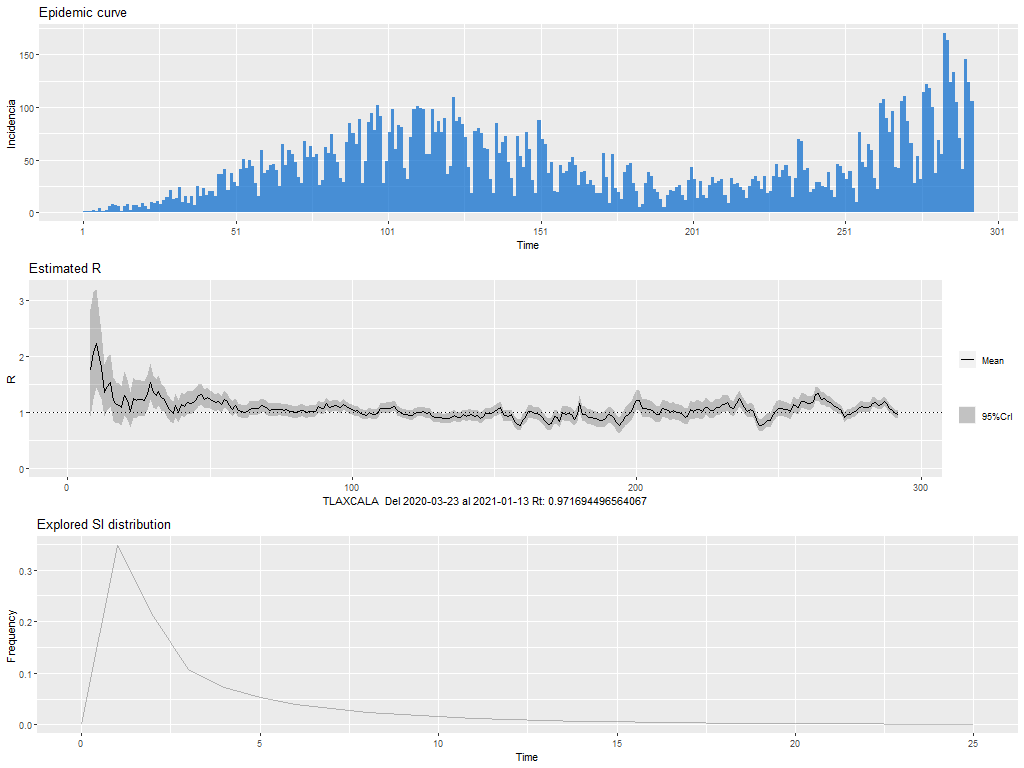 Epidemic curve
Incidencia
150
100
50
0
1
51
101
151
201
251
301
Time
Estimated R
R
3
2
1
0
0
100
200
300
TLAXCALA Del 2020-03-23 al 2021-01-13 Rt: 0.971694496564067
Mean
95%CrI
Explored SI distribution
Frequency
0.3
0.2
0.1
0.0
0
5
10
15
20
25
Time